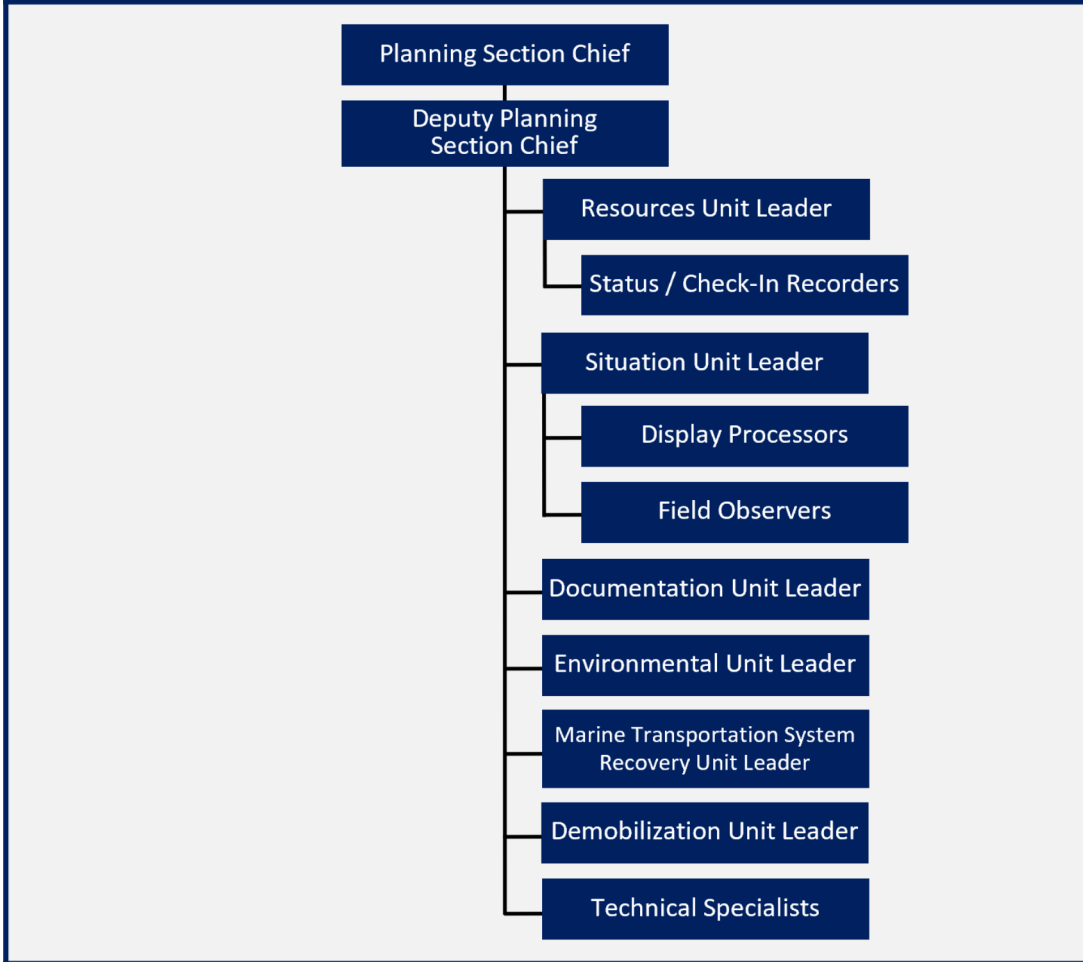 Planning Section Chief
Deputy Planning
Section Chief
Resources Unit Leader
Status / Check-In Recorders
Situation Unit Leader
Display Processors
Field Observers
Documentation Unit Leader
Environmental Unit Leader
Marine Transportation System
Recovery Unit Leader
Demobilization Unit Leader
Technical Specialists